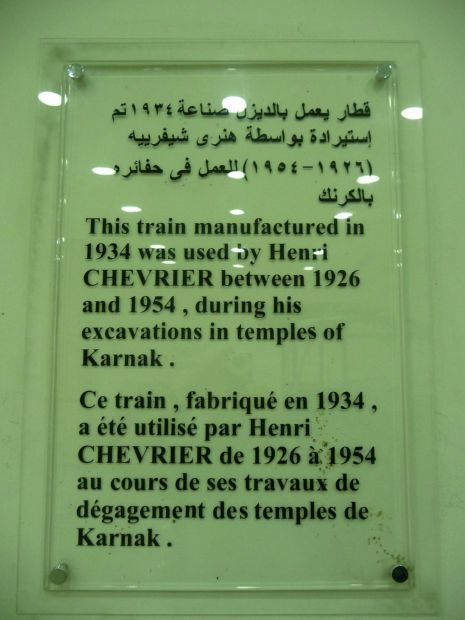 قطار يعمل بالديزل صناعة ١٩٣٤ تم
إستيرادة بواسطة هنرى شيفرييه
(١٩٢٦-١٩٥٤) للعمل فى حفائره
بالكرنك
This train manufactured in
1934 was used by Henri
CHEVRIER between 1926
and 1954 , during his
excavations in temples of
Karnak .
Ce train , fabriqué en 1934 ,
a été utilisé par Henri
CHEVRIER de 1926 à 1954
au cours de ses travaux de
dégagement des temples de
Karnak .